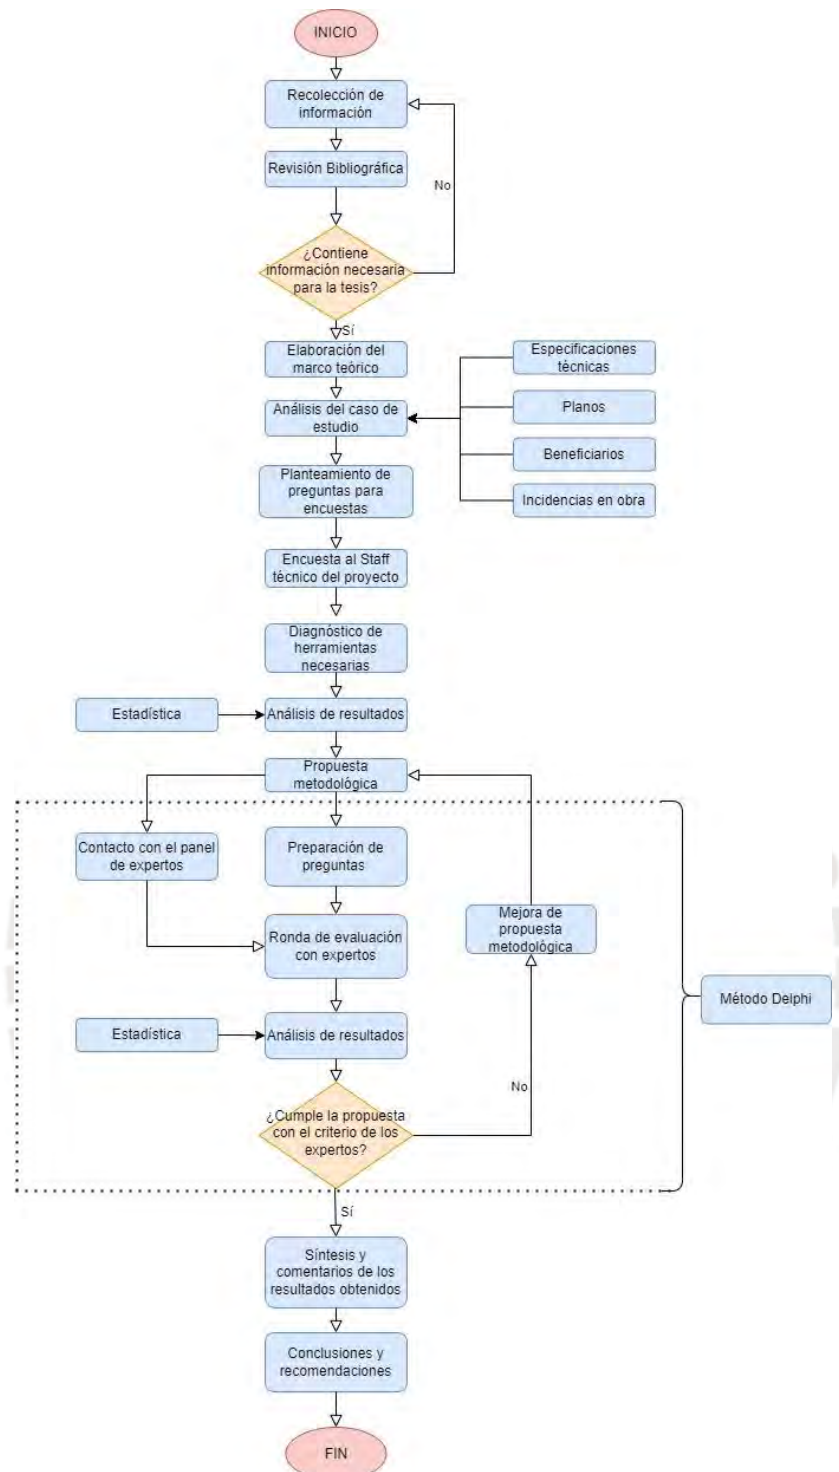 INICIO
Recolección de
información
Revisión Bibliográfica
No
¿Contiene
información necesaria
para la tesis?
Sí
Elaboración del
marco teórico
Especificaciones
técnicas
Análisis del caso de
estudio
Planos
Beneficiarios
Incidencias en obra
Planteamiento de
preguntas para
encuestas
Encuesta al Staff
técnico del proyecto
Diagnóstico de
herramientas
necesarias
Estadística
Análisis de resultados
Propuesta
metodológica
Contacto con el panel
de expertos
Preparación de
preguntas
Ronda de evaluación
con expertos
Mejora de
propuesta
metodológica
Método Delphi
Estadística
Análisis de resultados
No
¿Cumple la propuesta
con el criterio de los
expertos?
Sí
Síntesis y
comentarios de los
resultados obtenidos
Conclusiones y
recomendaciones
FIN